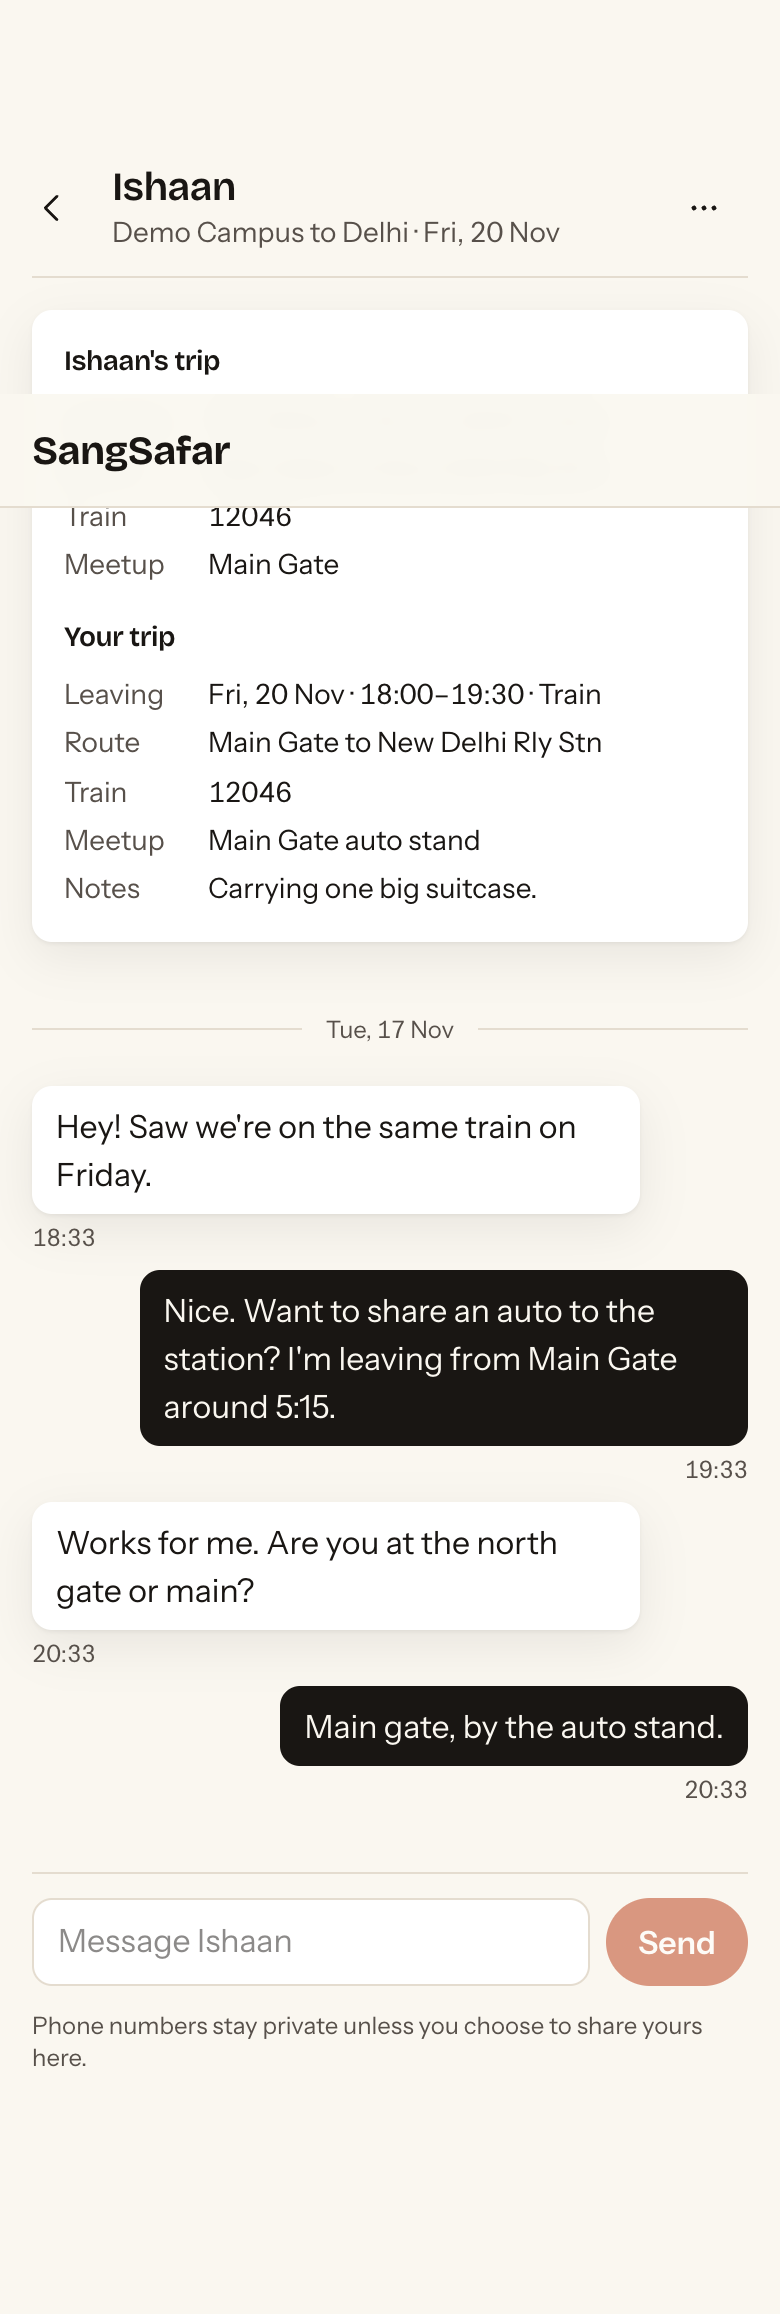 Ishaan
Demo Campus to Delhi · Fri, 20 Nov
Ishaan's trip
SangSafar
Train 12046
Meetup Main Gate
Your trip
Leaving Fri, 20 Nov · 18:00–19:30 · Train
Route Main Gate to New Delhi Rly Stn
Train 12046
Meetup Main Gate auto stand
Notes Carrying one big suitcase.
Tue, 17 Nov
Hey! Saw we're on the same train on
Friday.
18:33
Nice. Want to share an auto to the
station? I'm leaving from Main Gate
around 5:15.
19:33
Works for me. Are you at the north
gate or main?
20:33
Main gate, by the auto stand.
20:33
Message Ishaan
Send
Phone numbers stay private unless you choose to share yours
here.